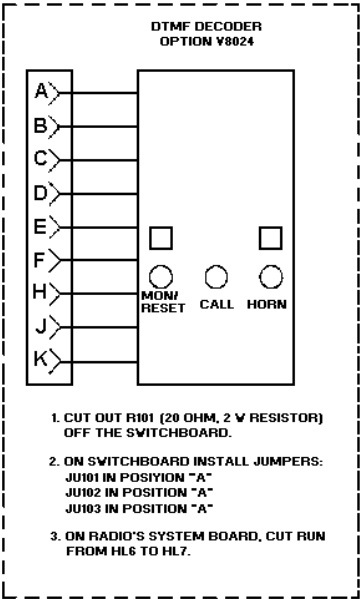 DTMF DECODER
OPTION V8024
A
B
C
D
E
F
H
J
K
MON/
RESET
CALL
HORN
1. CUT OUT R101 (20 OHM, 2 W RESISTOR)
OFF THE SWITCHBOARD.
2. ON SWITCHBOARD INSTALL JUMPERS:
JU101 IN POSIYION "A"
JU102 IN POSITION "A"
JU103 IN POSITION "A"
3. ON RADIO'S SYSTEM BOARD, CUT RUN
FROM HL6 TO HL7.